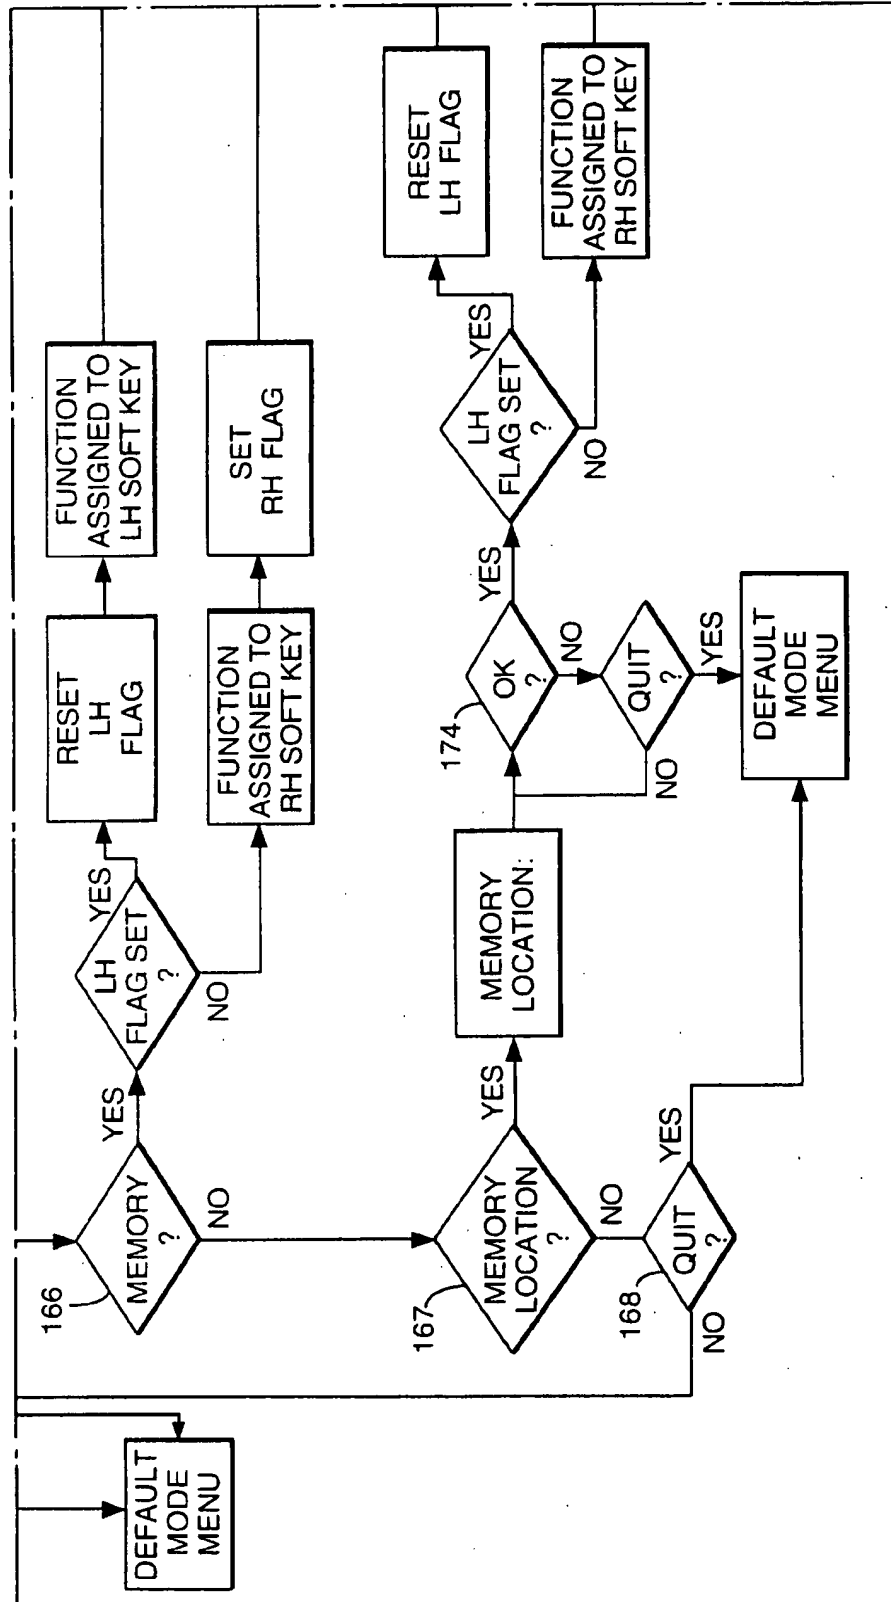 166
MEMORY
?
YES
NO
LH
FLAG SET
?
YES
NO
RESET
LH
FLAG
FUNCTION
ASSIGNED TO
LH SOFT KEY
FUNCTION
ASSIGNED TO
RH SOFT KEY
SET
RH FLAG
167
MEMORY
LOCATION
?
YES
NO
MEMORY
LOCATION:
174
OK
?
YES
NO
LH
FLAG SET
?
YES
NO
RESET
LH FLAG
FUNCTION
ASSIGNED TO
RH SOFT KEY
QUIT
?
NO
YES
168
QUIT
?
YES
NO
DEFAULT
MODE
MENU
DEFAULT
MODE
MENU